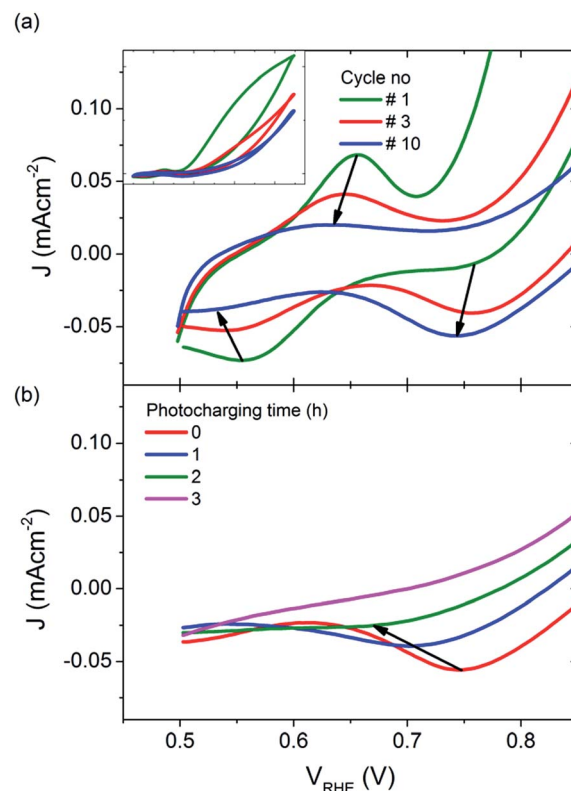 (a)
Cycle no
# 1
# 3
# 10
0.10
0.05
0.00
-0.05
J (mAcm⁻²)
(b)
Photocharging time (h)
0
1
2
3
0.10
0.05
0.00
-0.05
J (mAcm⁻²)
0.5 0.6 0.7 0.8
V_RHE (V)